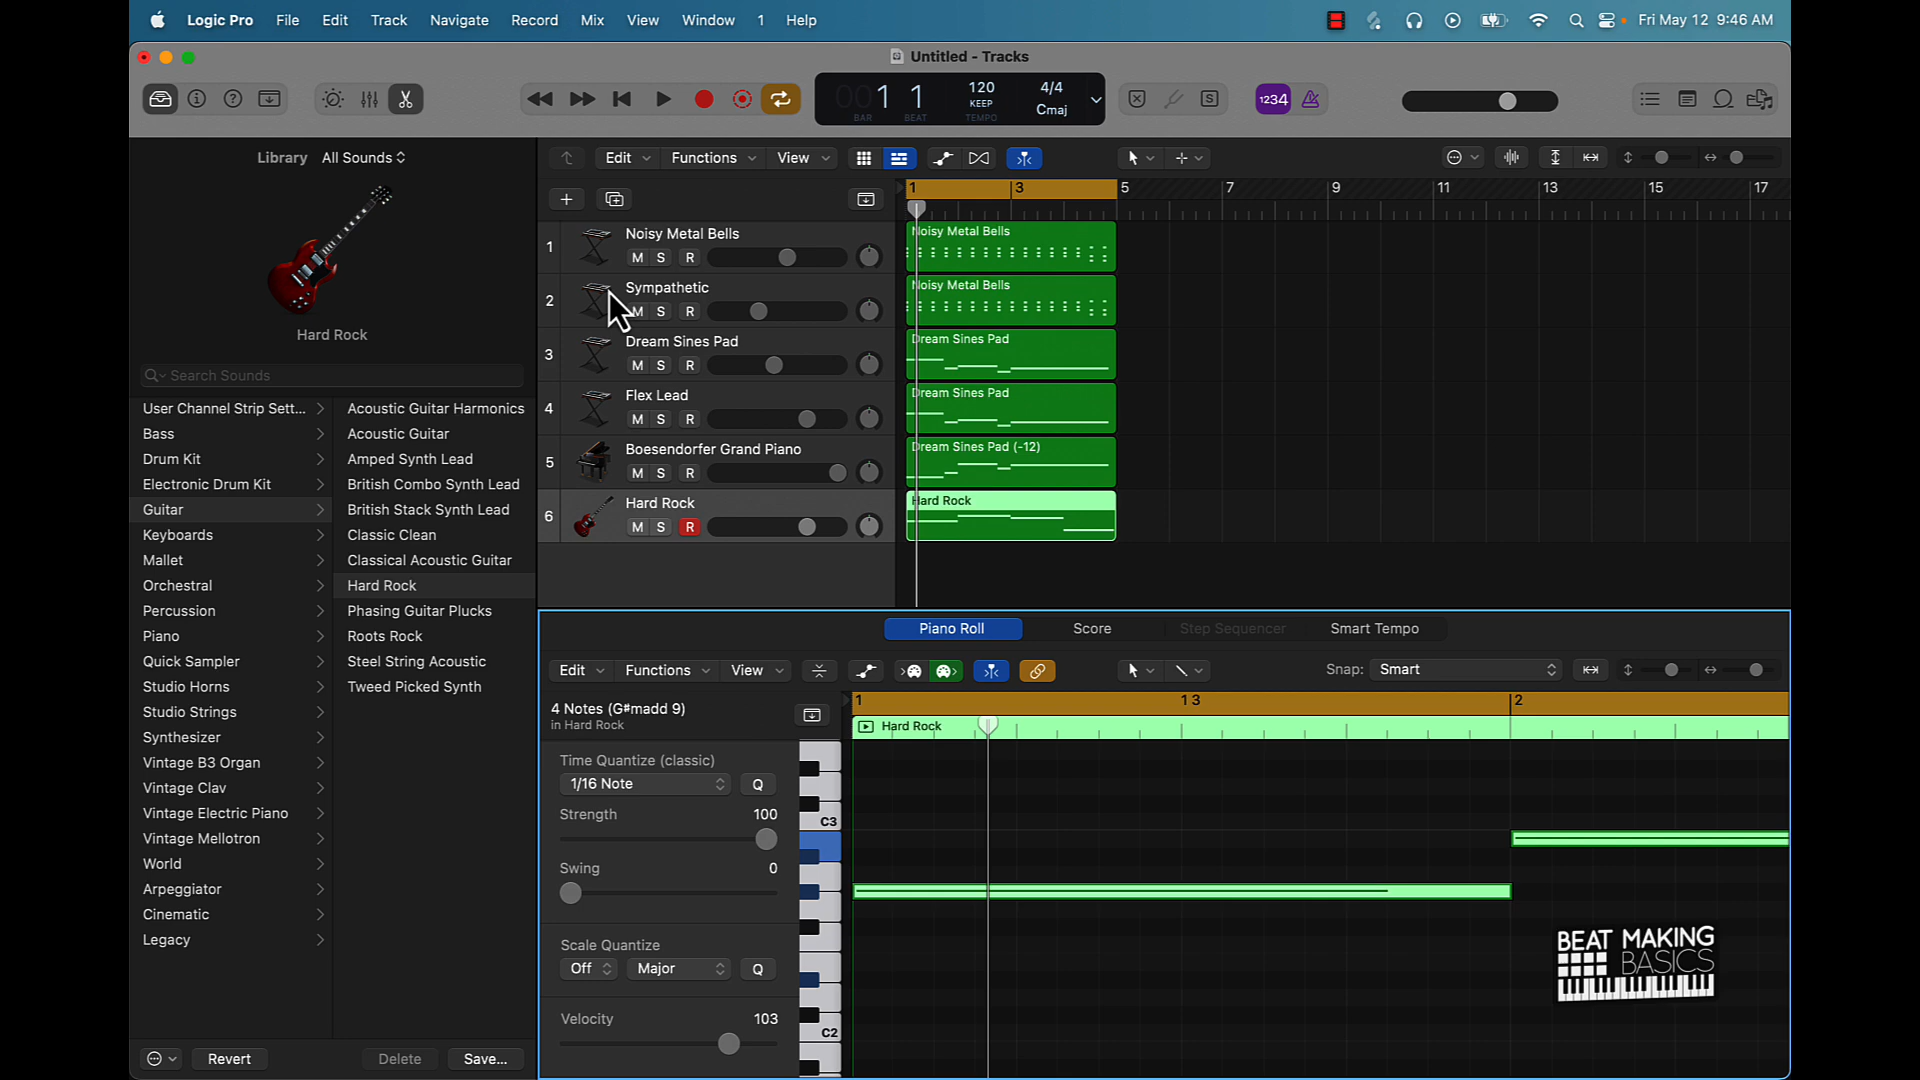 Logic Pro File Edit Track Navigate Record Mix View Window 1 Help Fri May 12 9:46 AM
Untitled - Tracks
001 1 120 4/4
KEEP Cmaj
BAR BEAT TEMPO
1234
Library All Sounds
Edit Functions View
1 3 5 7 9 11 13 15 17
Hard Rock
Search Sounds
User Channel Strip Sett...
Bass
Drum Kit
Electronic Drum Kit
Guitar
Keyboards
Mallet
Orchestral
Percussion
Piano
Quick Sampler
Studio Horns
Studio Strings
Synthesizer
Vintage B3 Organ
Vintage Clav
Vintage Electric Piano
Vintage Mellotron
World
Arpeggiator
Cinematic
Legacy
Acoustic Guitar Harmonics
Acoustic Guitar
Amped Synth Lead
British Combo Synth Lead
British Stack Synth Lead
Classic Clean
Classical Acoustic Guitar
Hard Rock
Phasing Guitar Plucks
Roots Rock
Steel String Acoustic
Tweed Picked Synth
Revert Delete Save...
1 Noisy Metal Bells
M S R
2 Sympathetic
M S R
3 Dream Sines Pad
M S R
4 Flex Lead
M S R
5 Boesendorfer Grand Piano
M S R
6 Hard Rock
M S R
Noisy Metal Bells
Noisy Metal Bells
Dream Sines Pad
Dream Sines Pad
Dream Sines Pad (-12)
Hard Rock
Piano Roll Score Step Sequencer Smart Tempo
Edit Functions View Snap: Smart
1 1 3 2
4 Notes (G#madd 9)
in Hard Rock
Hard Rock
Time Quantize (classic)
1/16 Note Q
Strength 100
Swing 0
Scale Quantize
Off Major Q
Velocity 103
C3
C2
BEAT MAKING
BASICS